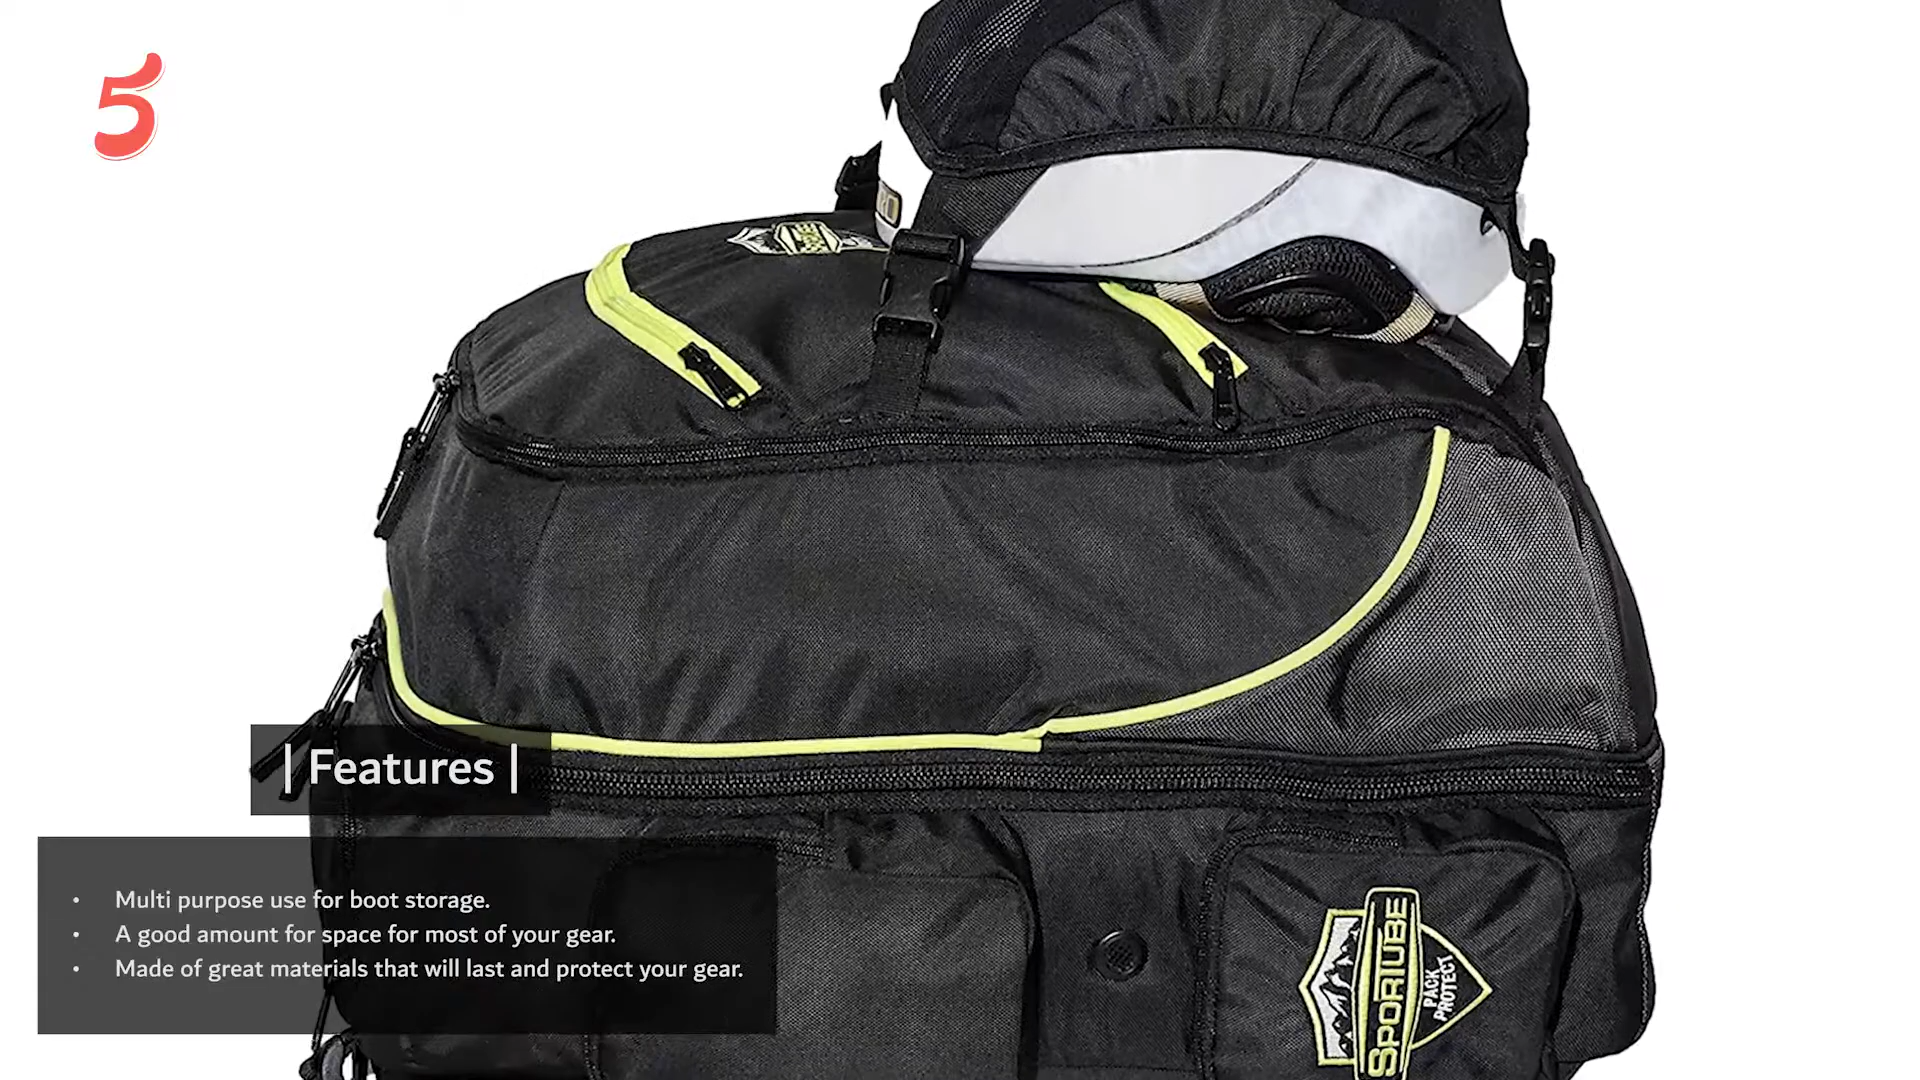 5
SPORTUBE
| Features |
• Multi purpose use for boot storage.
• A good amount for space for most of your gear.
• Made of great materials that will last and protect your gear.
SPORTUBE
PACK
PROTECT